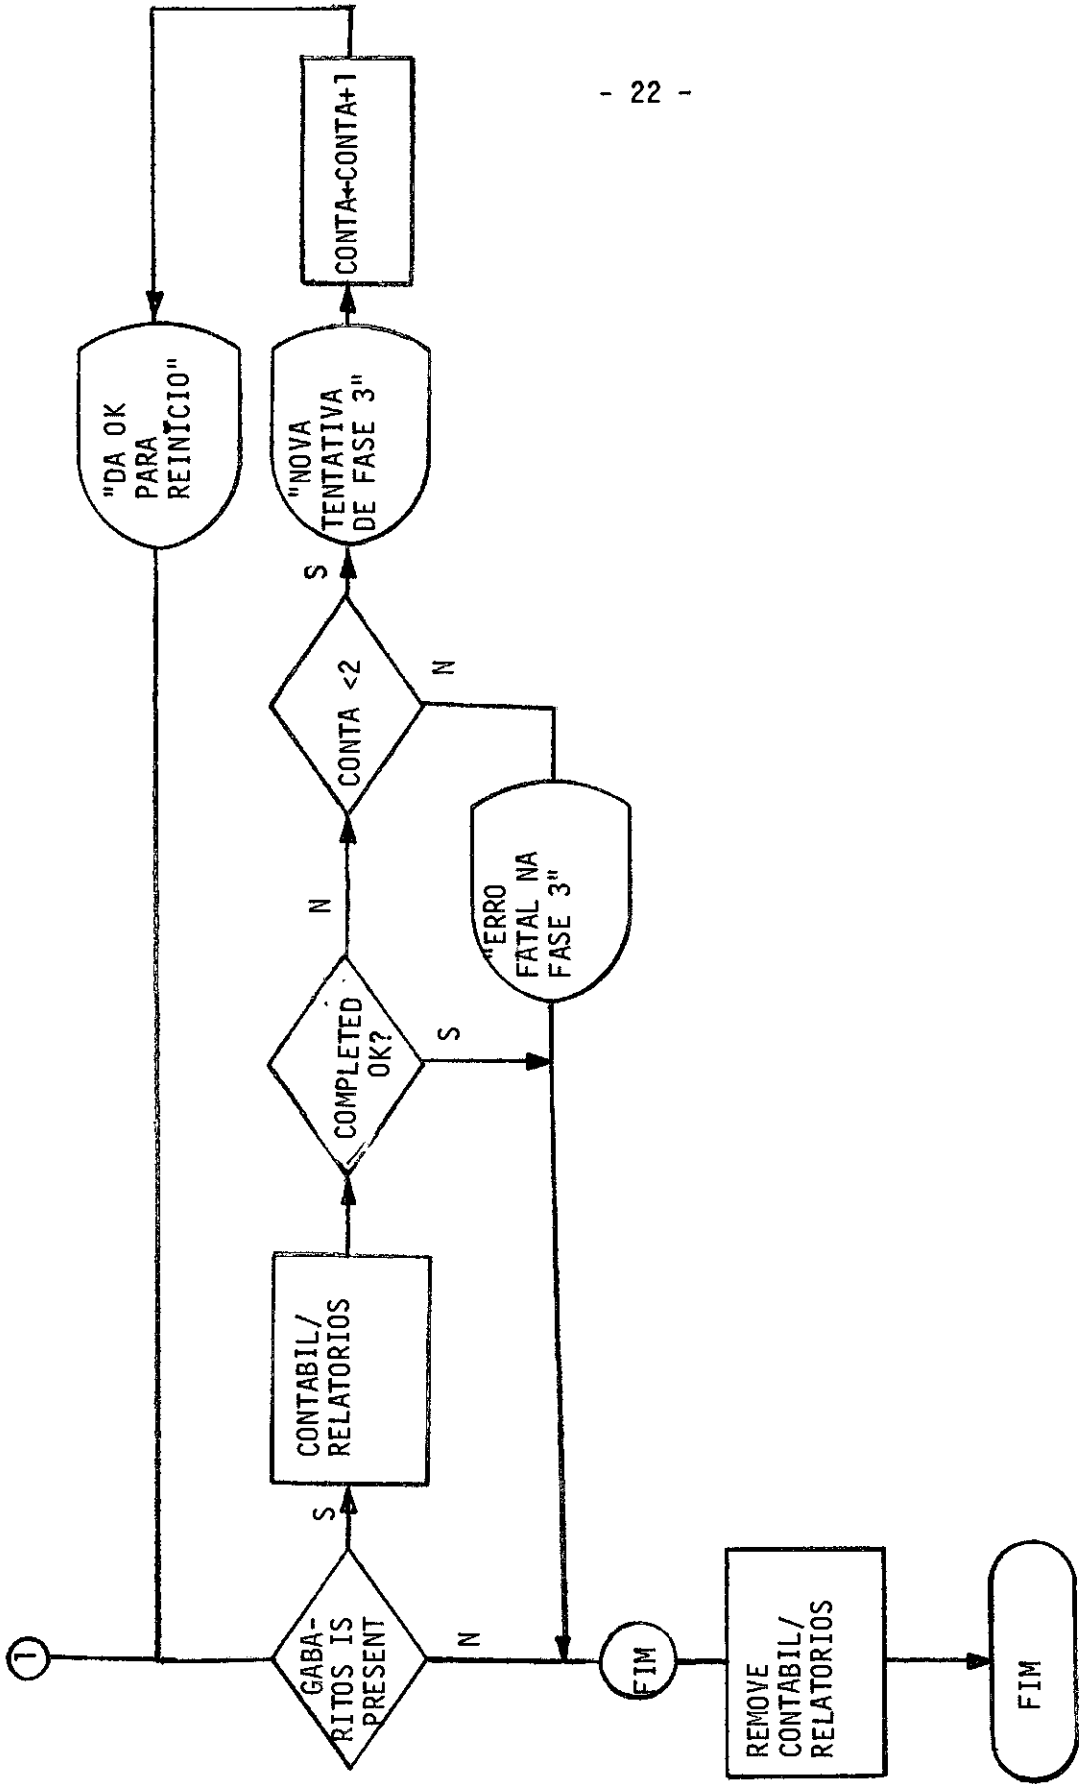 - 22 -
1
GABA-
RITOS IS
PRESENT
S
N
CONTABIL/
RELATORIOS
COMPLETED
OK?
N
S
CONTA <2
S
N
"NOVA
TENTATIVA
DE FASE 3"
CONTA←CONTA+1
"DA OK
PARA
REINÍCIO"
"ERRO
FATAL NA
FASE 3"
FIM
REMOVE
CONTABIL/
RELATORIOS
FIM